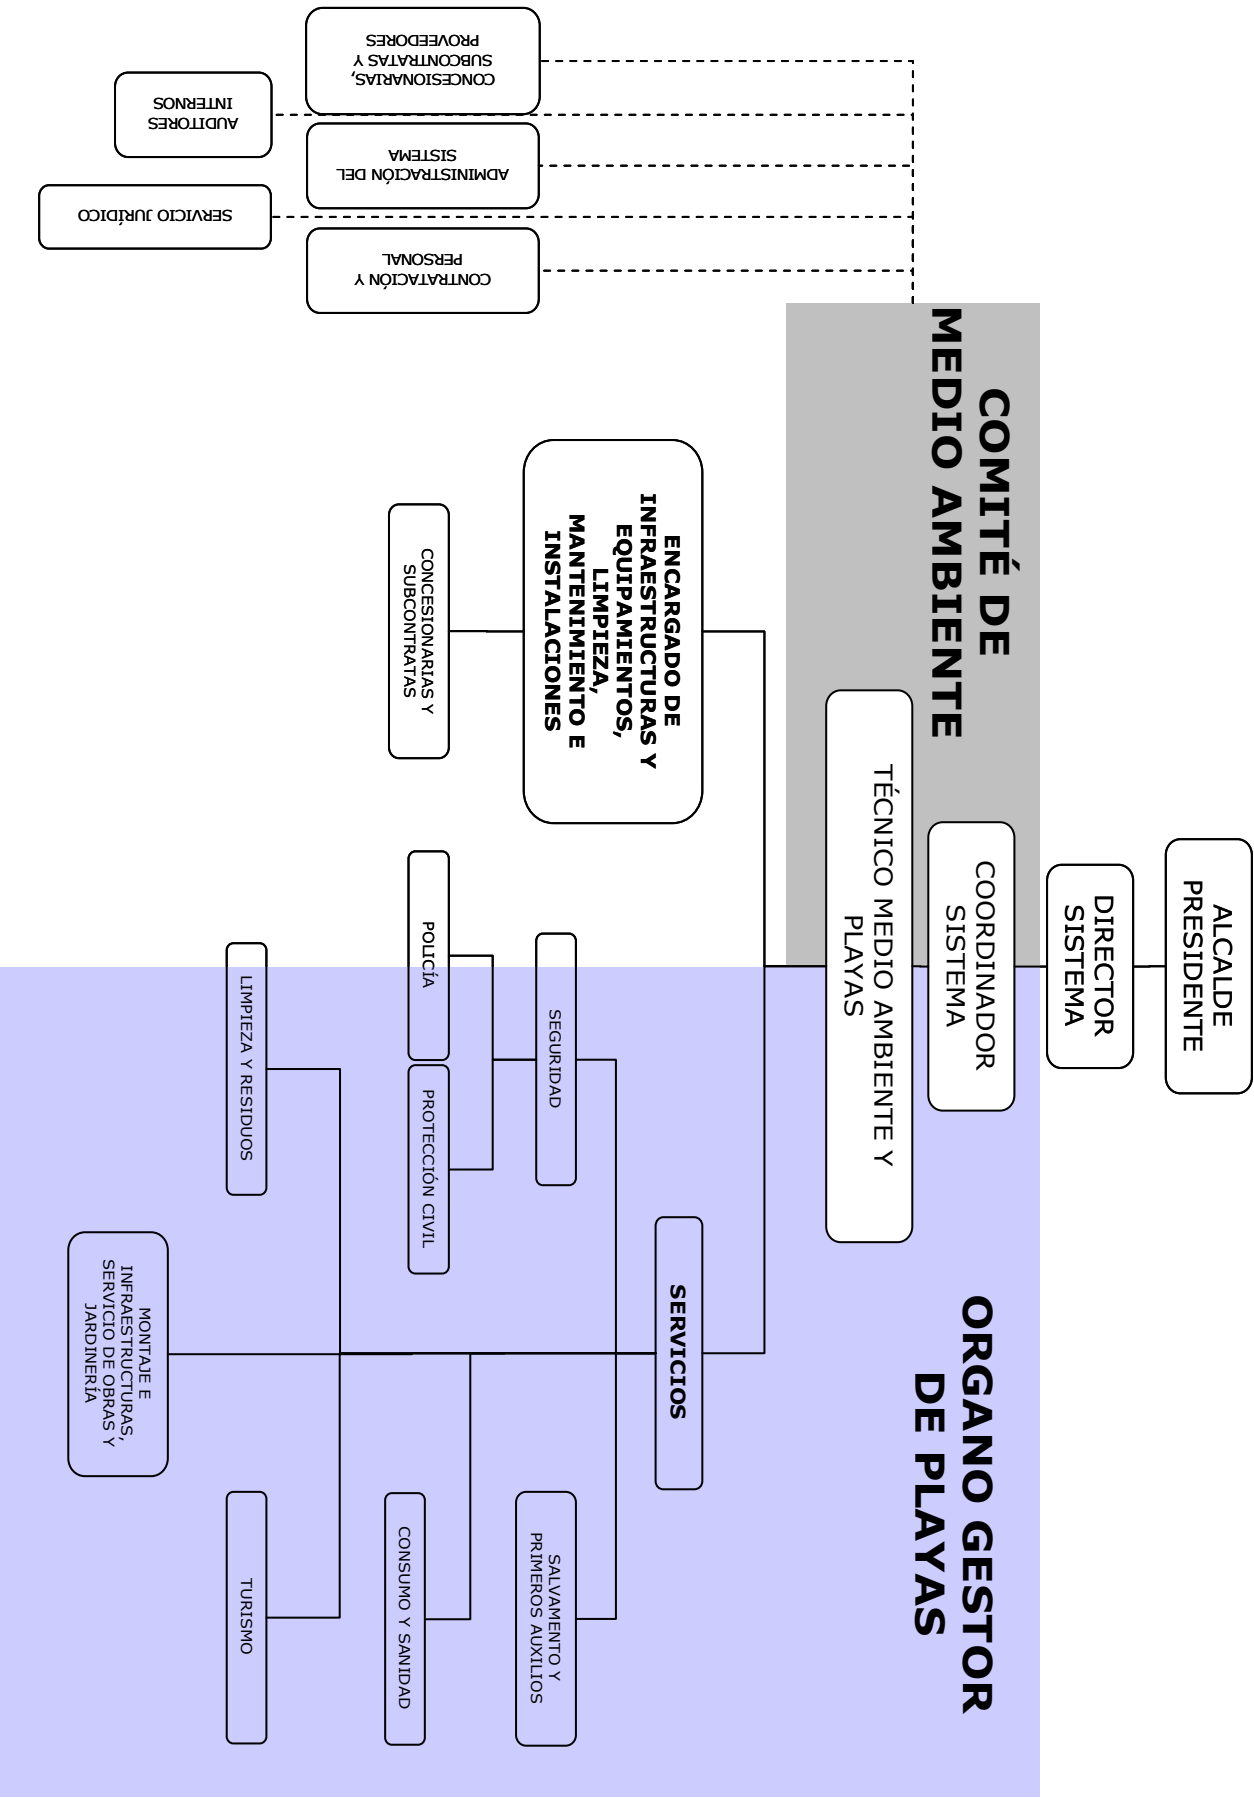 ALCALDE
PRESIDENTE
DIRECTOR
SISTEMA
COORDINADOR
SISTEMA
TÉCNICO MEDIO AMBIENTE Y
PLAYAS
COMITÉ DE
MEDIO AMBIENTE
ORGANO GESTOR
DE PLAYAS
CONTRATACIÓN Y
PERSONAL
SERVICIO JURÍDICO
ADMINISTRACIÓN DEL
SISTEMA
AUDITORES
INTERNOS
CONCESIONARIAS,
SUBCONTRATAS Y
PROVEEDORES
ENCARGADO DE
INFRAESTRUCTURAS Y
EQUIPAMIENTOS,
LIMPIEZA,
MANTENIMIENTO E
INSTALACIONES
CONCESIONARIAS Y
SUBCONTRATAS
SERVICIOS
SEGURIDAD
POLICÍA
PROTECCIÓN CIVIL
SALVAMENTO Y
PRIMEROS AUXILIOS
CONSUMO Y SANIDAD
LIMPIEZA Y RESIDUOS
TURISMO
MONTAJE E
INFRAESTRUCTURAS,
SERVICIO DE OBRAS Y
JARDINERÍA